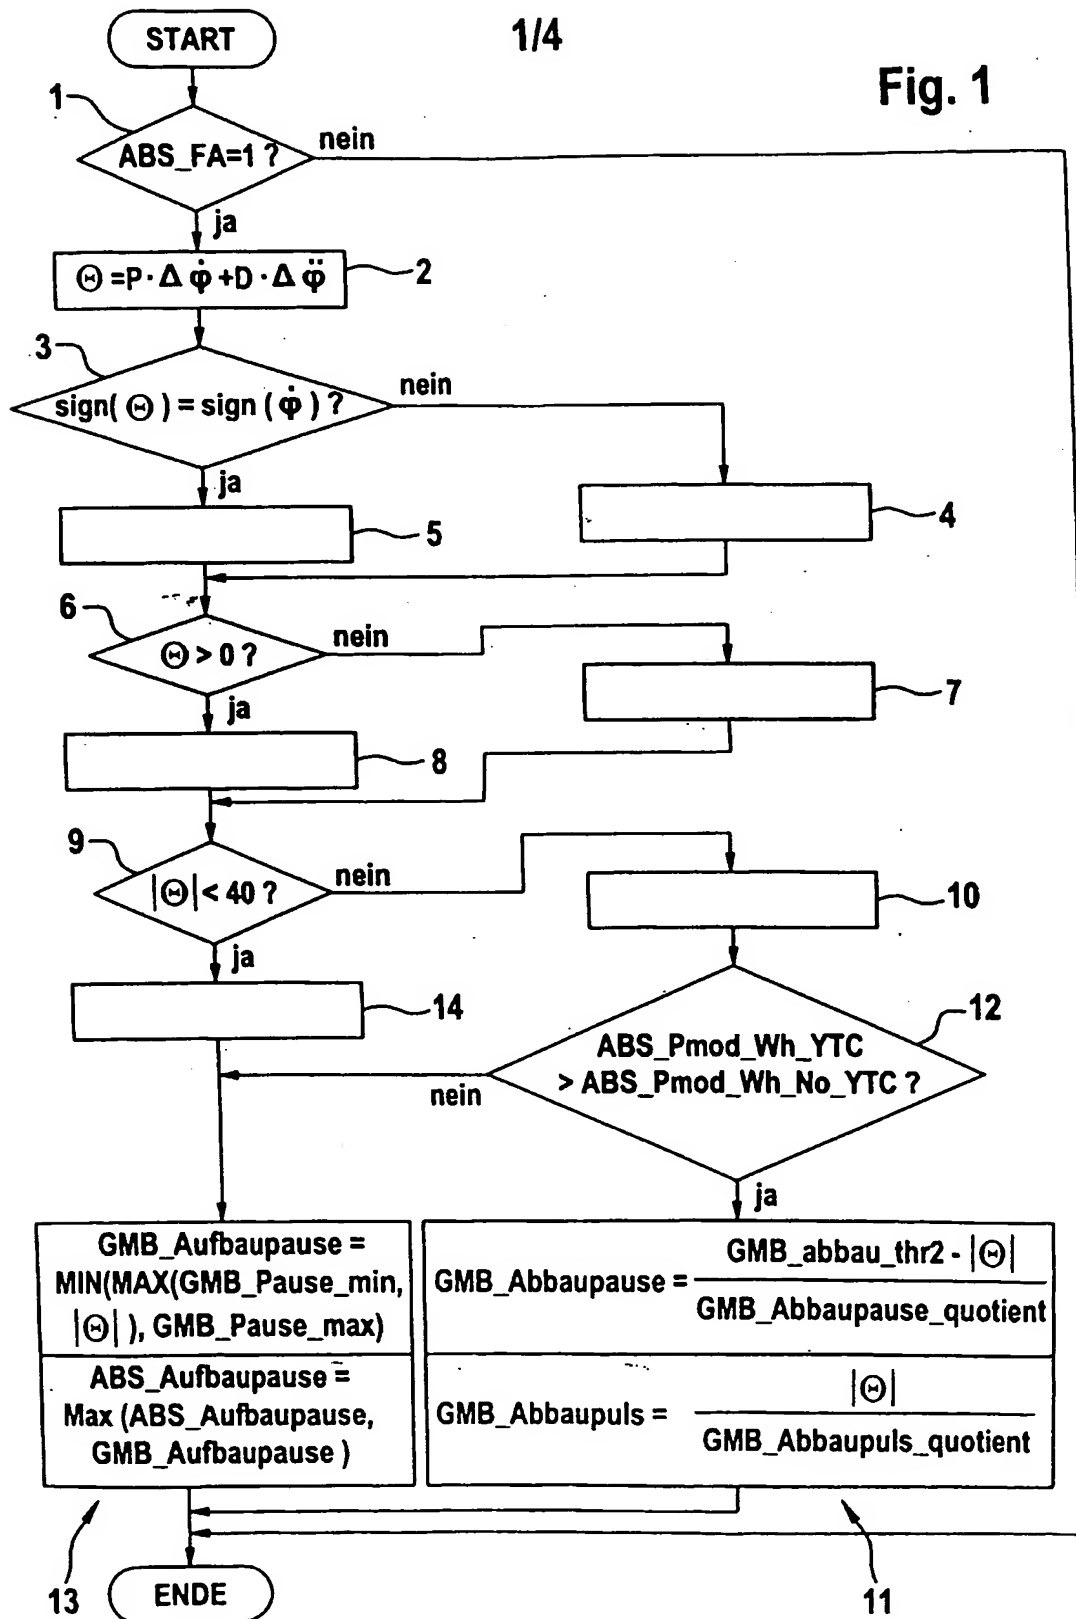 START
1/4
Fig. 1
1
ABS_FA=1 ?
nein
ja
Θ =P · Δ φ̇ +D · Δ φ̈
2
3
sign( Θ ) = sign ( φ̇ ) ?
nein
ja
5
4
6
Θ > 0 ?
nein
ja
7
8
9
|Θ| < 40 ?
nein
ja
10
14
12
ABS_Pmod_Wh_YTC
> ABS_Pmod_Wh_No_YTC ?
nein
ja
GMB_Aufbaupause =
MIN(MAX(GMB_Pause_min,
|Θ| ), GMB_Pause_max)
ABS_Aufbaupause =
Max (ABS_Aufbaupause,
GMB_Aufbaupause )
GMB_Abbaupause = 
GMB_abbau_thr2 - |Θ|
GMB_Abbaupause_quotient
GMB_Abbaupuls =
|Θ|
GMB_Abbaupuls_quotient
13
ENDE
11